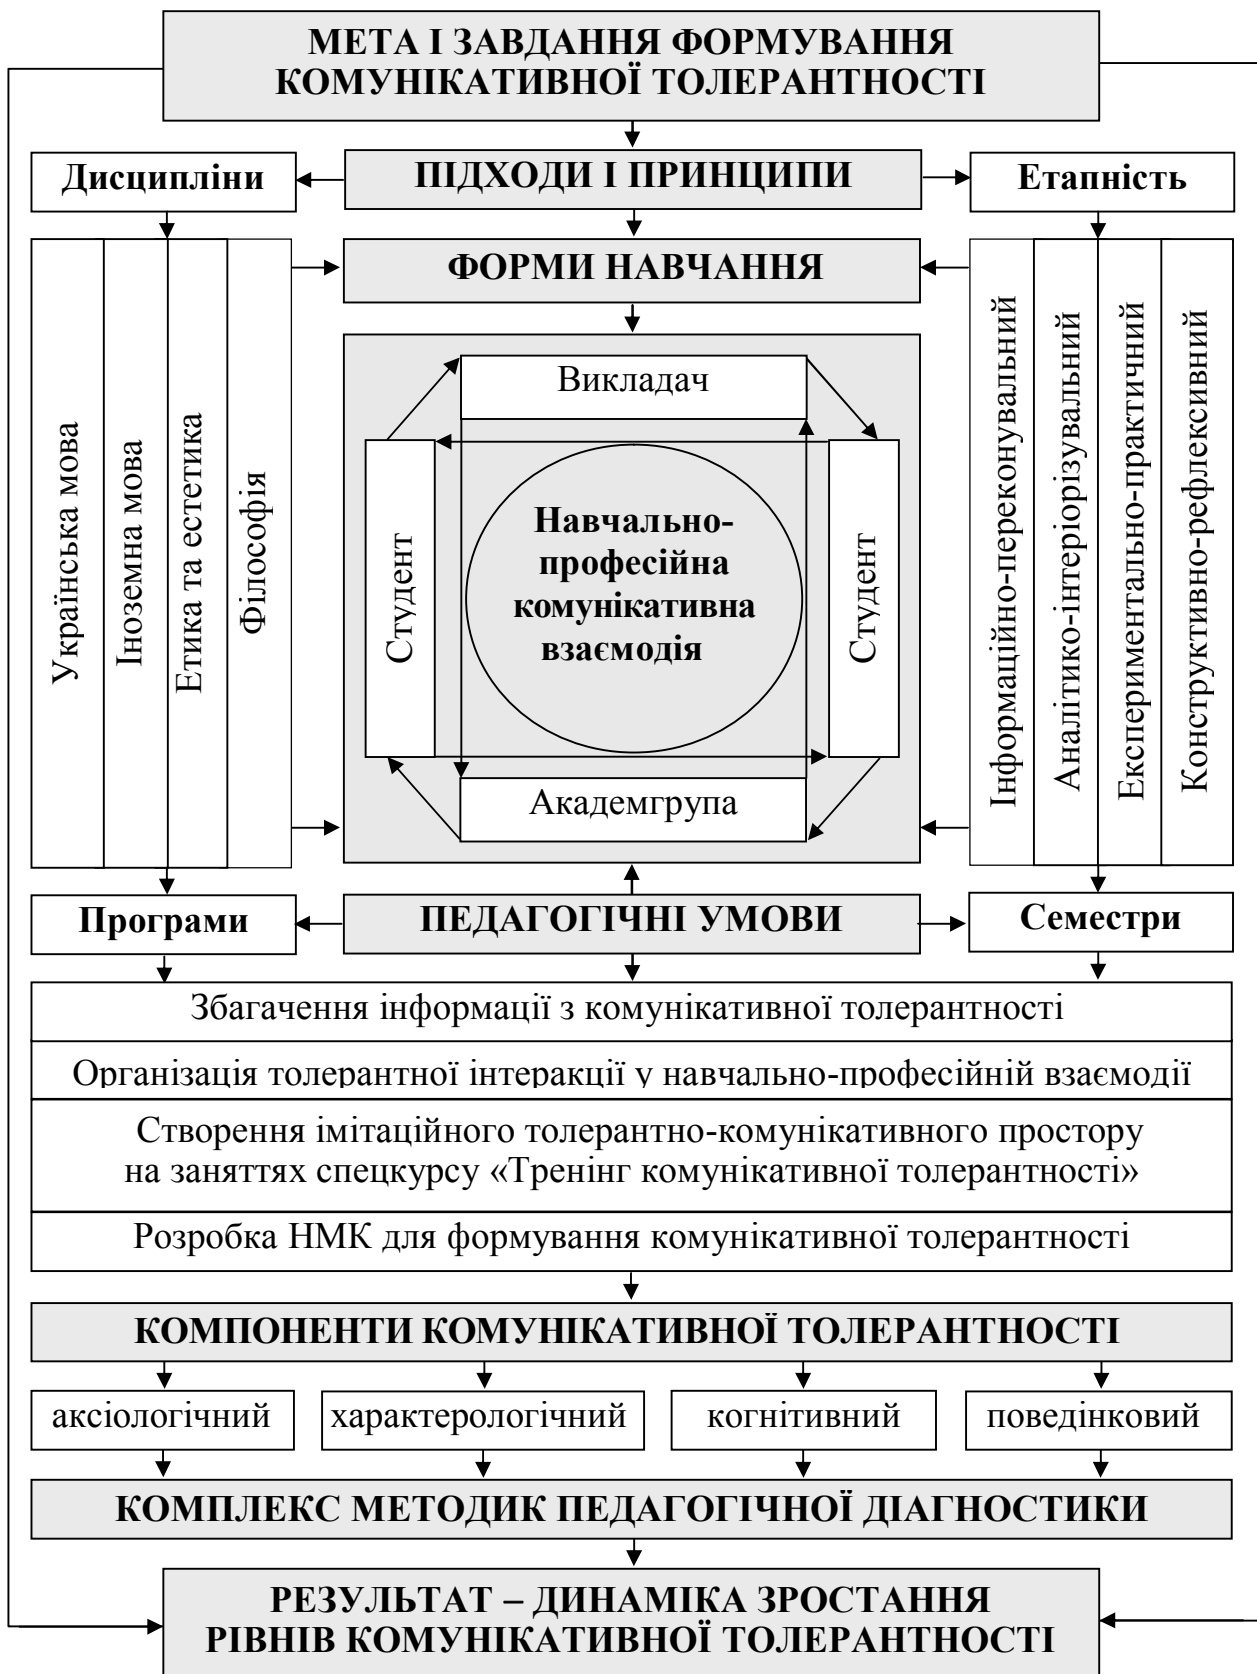 МЕТА І ЗАВДАННЯ ФОРМУВАННЯ
КОМУНІКАТИВНОЇ ТОЛЕРАНТНОСТІ
Дисципліни
ПІДХОДИ І ПРИНЦИПИ
Етапність
ФОРМИ НАВЧАННЯ
Українська мова
Іноземна мова
Етика та естетика
Філософія
Викладач
Студент
Навчально-
професійна
комунікативна
взаємодія
Студент
Академгрупа
Інформаційно-переконувальний
Аналітико-інтеріорізувальний
Експериментально-практичний
Конструктивно-рефлексивний
Програми
ПЕДАГОГІЧНІ УМОВИ
Семестри
Збагачення інформації з комунікативної толерантності
Організація толерантної інтеракції у навчально-професійній взаємодії
Створення імітаційного толерантно-комунікативного простору
на заняттях спецкурсу «Тренінг комунікативної толерантності»
Розробка НМК для формування комунікативної толерантності
КОМПОНЕНТИ КОМУНІКАТИВНОЇ ТОЛЕРАНТНОСТІ
аксіологічний
характерологічний
когнітивний
поведінковий
КОМПЛЕКС МЕТОДИК ПЕДАГОГІЧНОЇ ДІАГНОСТИКИ
РЕЗУЛЬТАТ – ДИНАМІКА ЗРОСТАННЯ
РІВНІВ КОМУНІКАТИВНОЇ ТОЛЕРАНТНОСТІ